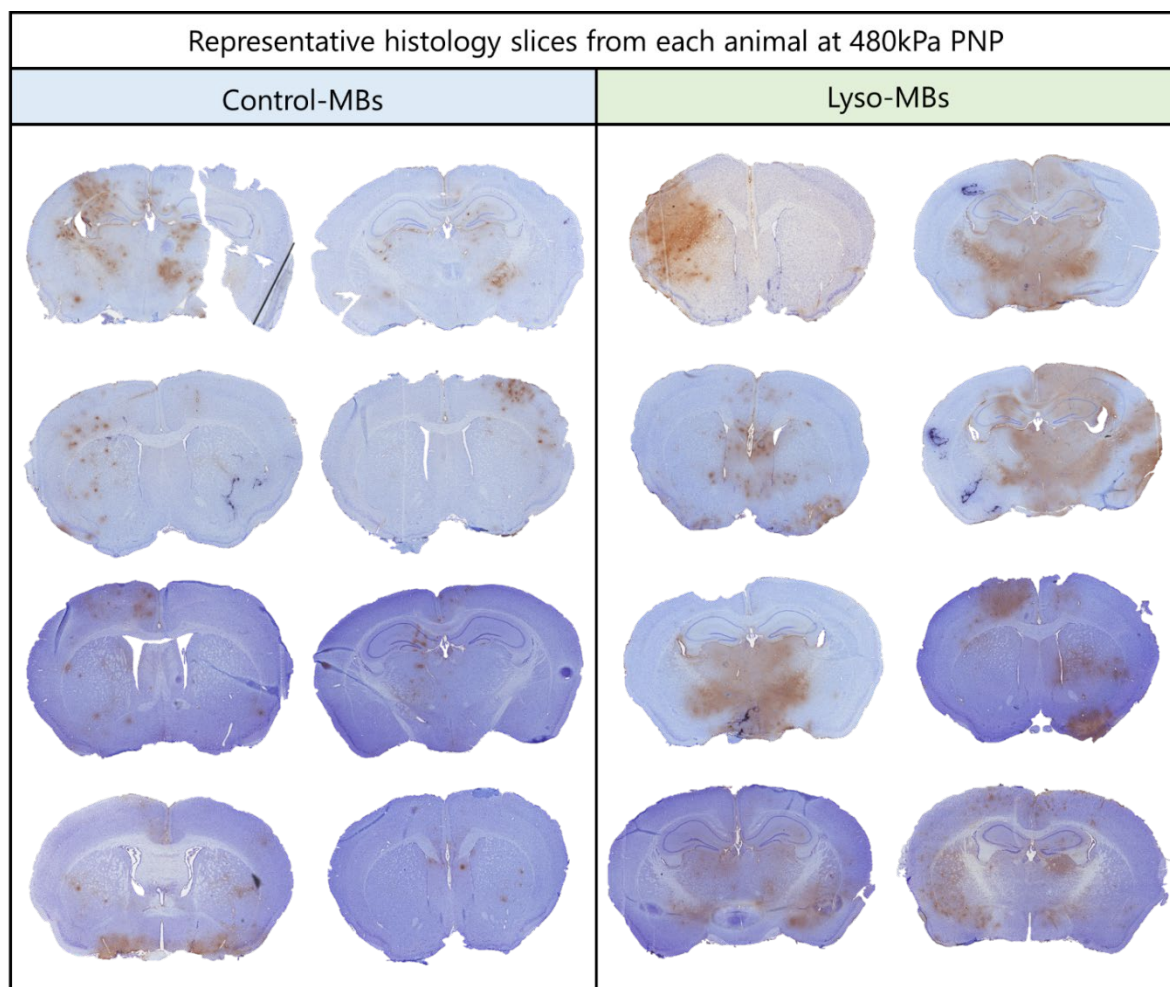 Representative histology slices from each animal at 480kPa PNP
Control-MBs
Lyso-MBs